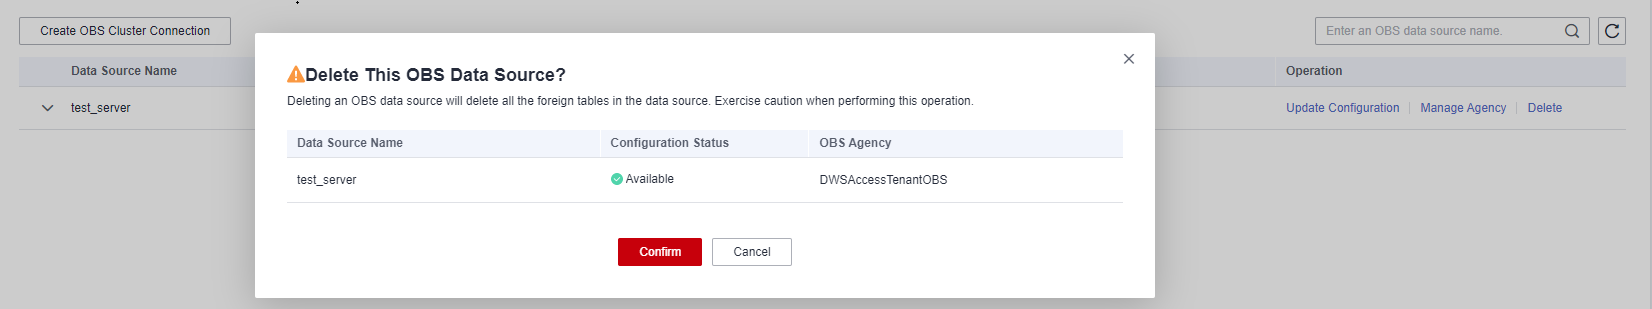 Create OBS Cluster Connection
Enter an OBS data source name.
Data Source Name
Operation
test_server
Update Configuration Manage Agency Delete
Delete This OBS Data Source?
Deleting an OBS data source will delete all the foreign tables in the data source. Exercise caution when performing this operation.
Data Source Name Configuration Status OBS Agency
test_server Available DWSAccessTenantOBS
Confirm Cancel